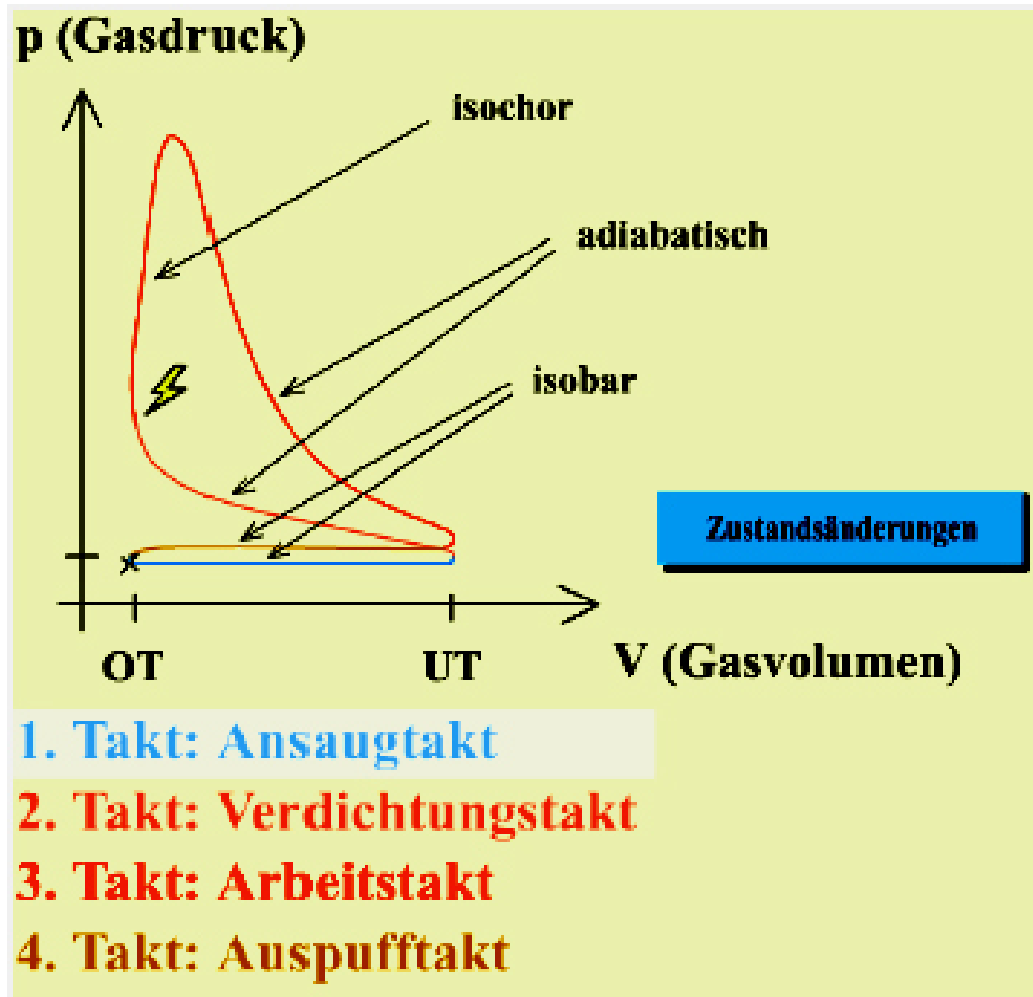 p (Gasdruck)
isochor
adiabatisch
isobar
Zustandsänderungen
OT
UT
V (Gasvolumen)
1. Takt: Ansaugtakt
2. Takt: Verdichtungstakt
3. Takt: Arbeitstakt
4. Takt: Auspufftakt